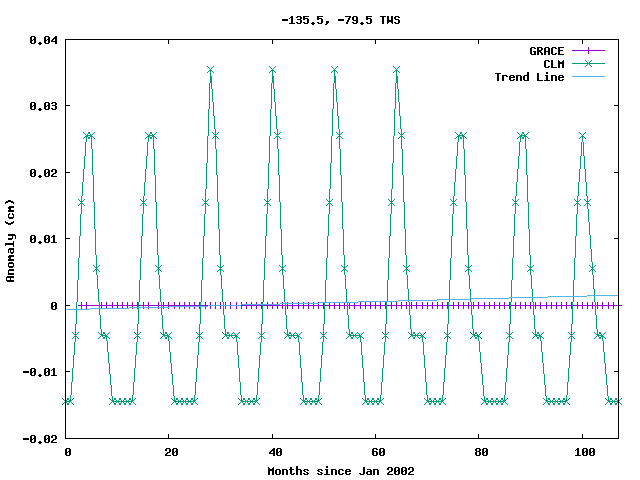 -135.5, -79.5 TWS
GRACE
CLM
Trend Line
0.04
0.03
0.02
0.01
0
-0.01
-0.02
Anomaly (cm)
0 20 40 60 80 100
Months since Jan 2002